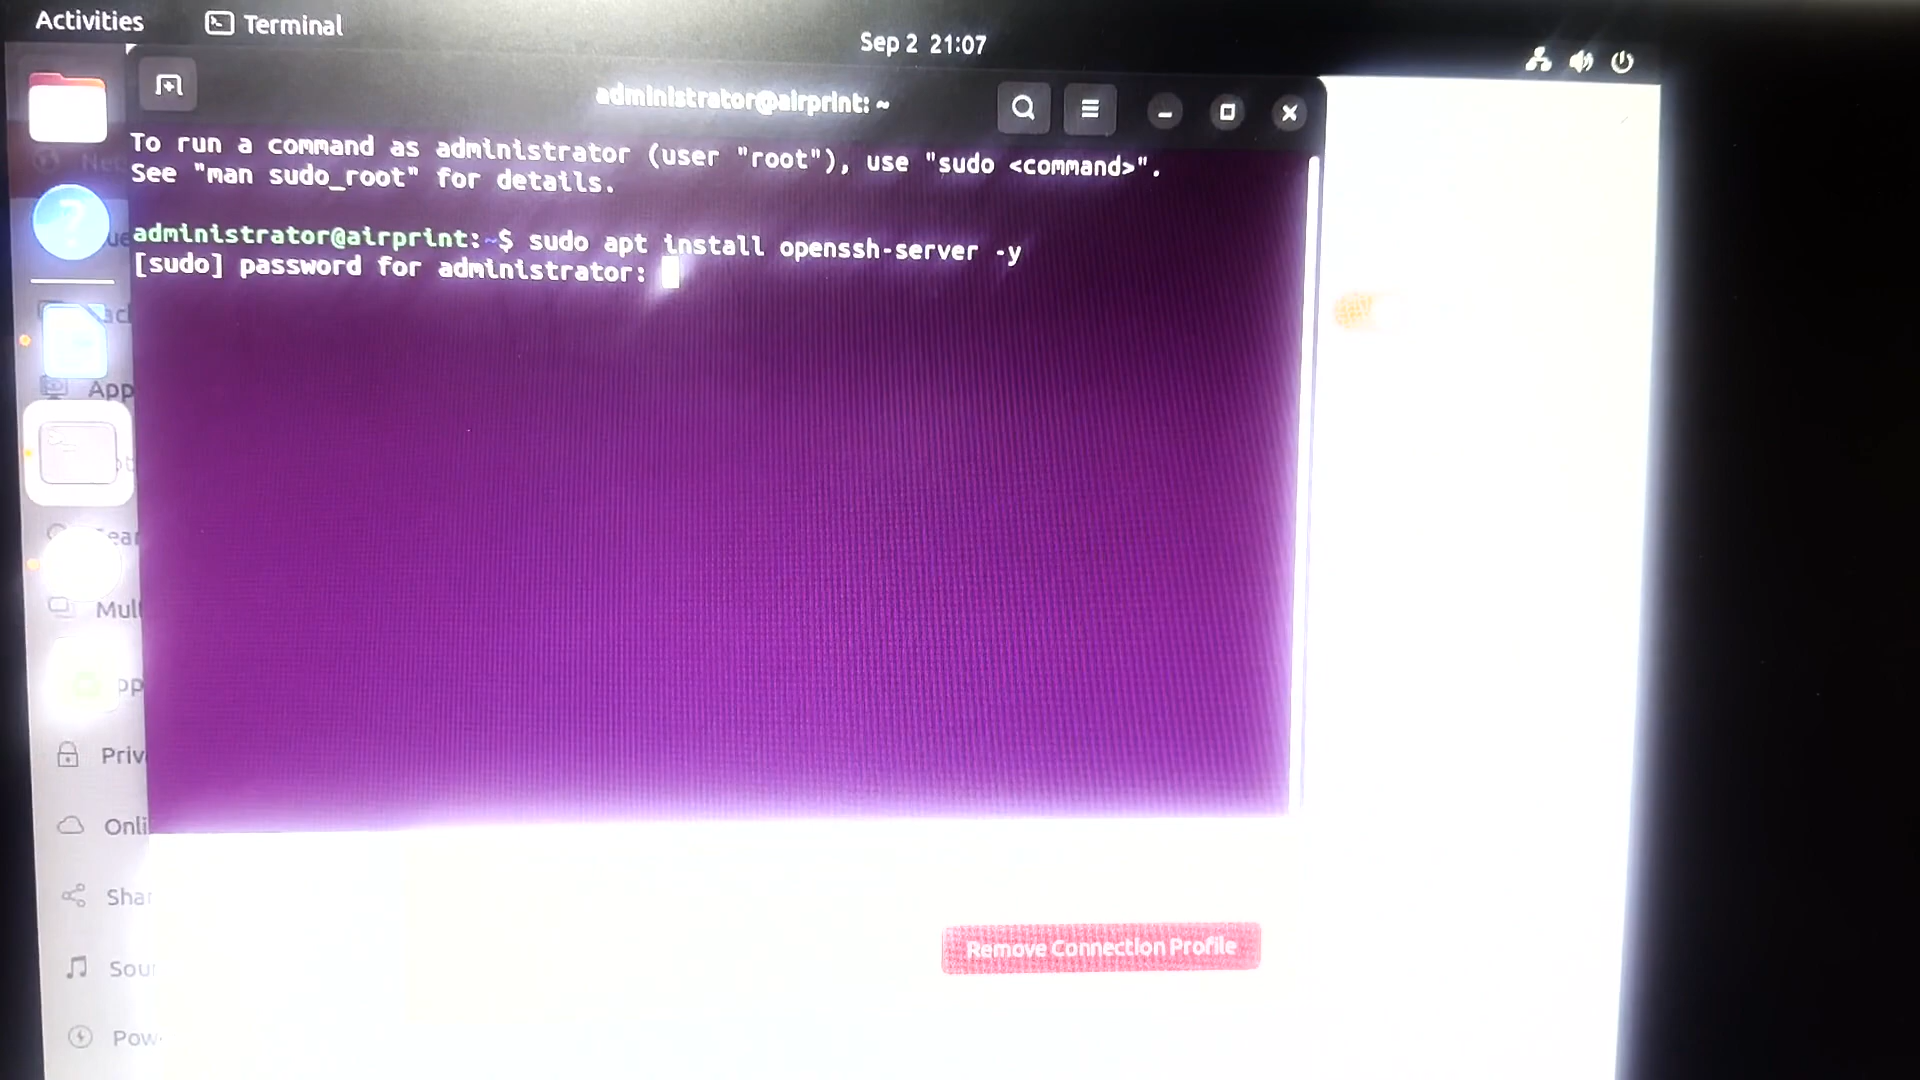 Activities
Terminal
Sep 2 21:07
administrator@airprint: ~
To run a command as administrator (user "root"), use "sudo <command>".
See "man sudo_root" for details.
administrator@airprint:~$ sudo apt install openssh-server -y
[sudo] password for administrator:
Net
App
Mul
Priv
Onli
Shar
Sou
Pow
Remove Connection Profile